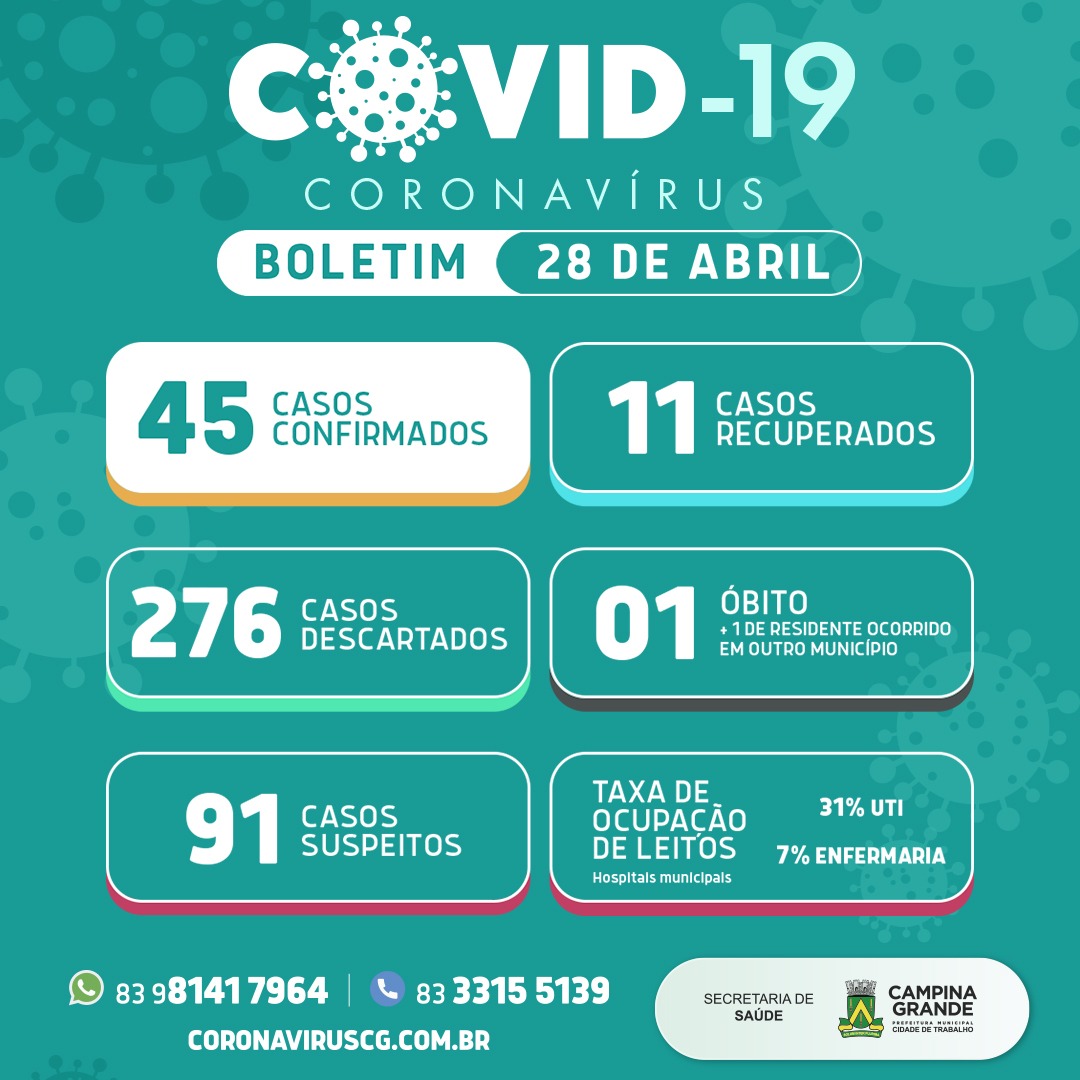 COVID-19
CORONAVÍRUS
BOLETIM 28 DE ABRIL
45 CASOS
CONFIRMADOS
11 CASOS
RECUPERADOS
276 CASOS
DESCARTADOS
01 ÓBITO
+ 1 DE RESIDENTE OCORRIDO
EM OUTRO MUNICÍPIO
91 CASOS
SUSPEITOS
TAXA DE
OCUPAÇÃO
DE LEITOS
Hospitais municipais
31% UTI
7% ENFERMARIA
83 98141 7964 | 83 3315 5139
CORONAVIRUSCG.COM.BR
SECRETARIA DE
SAÚDE
CAMPINA
GRANDE
PREFEITURA MUNICIPAL
CIDADE DE TRABALHO